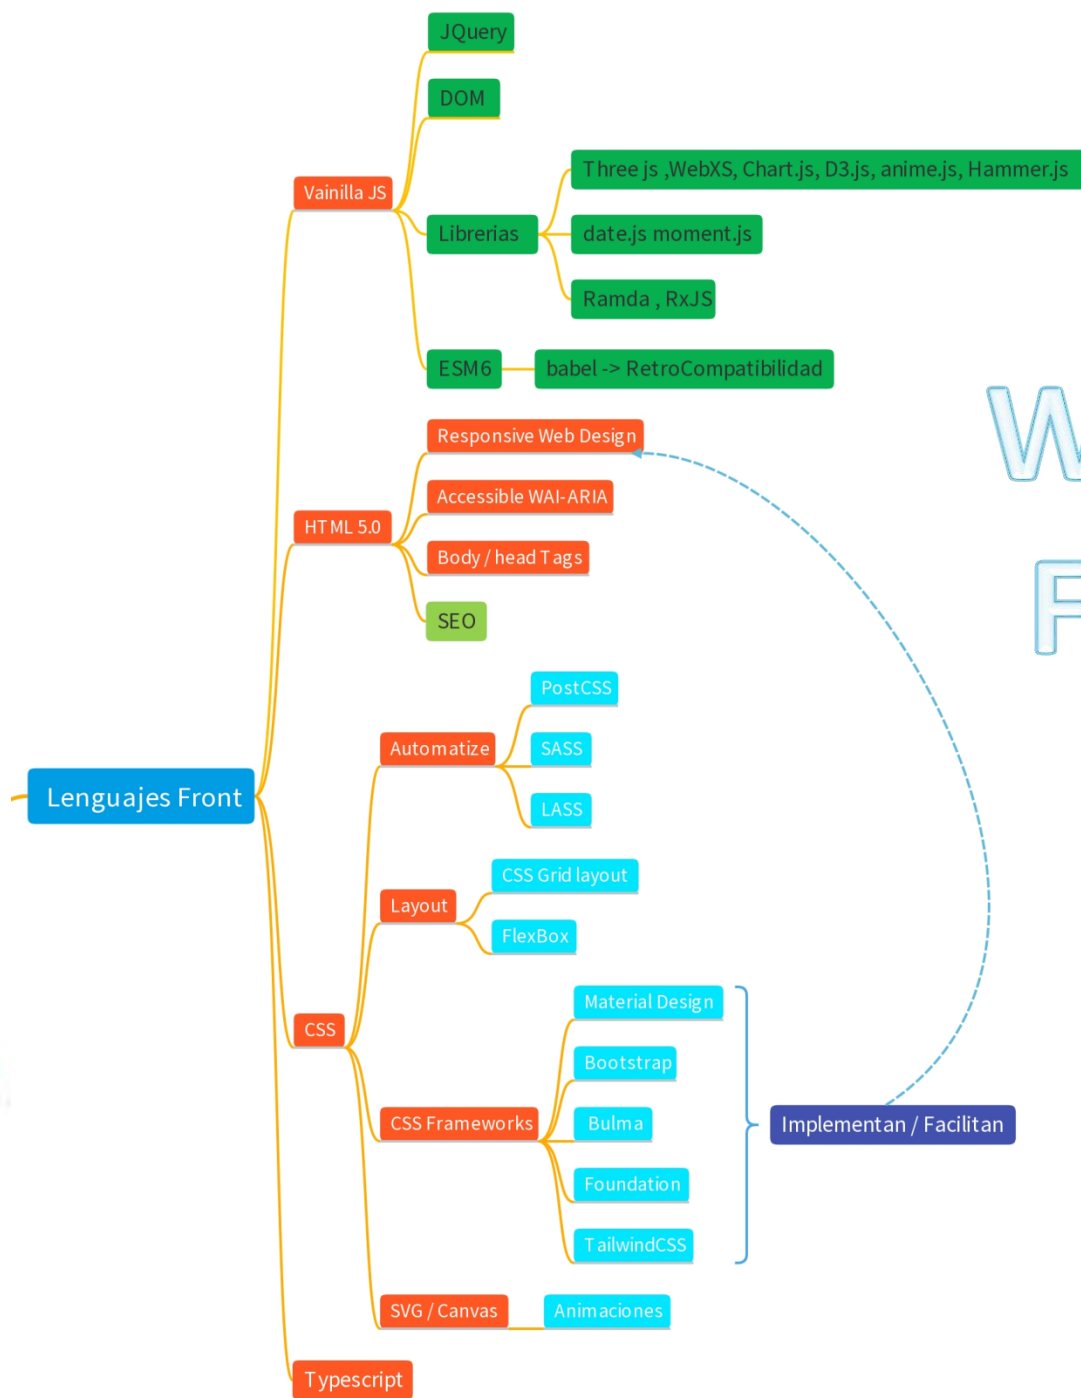 JQuery
DOM
Three js ,WebXS, Chart.js, D3.js, anime.js, Hammer.js
Vainilla JS
Librerias
date.js moment.js
Ramda , RxJS
ESM6
babel -> RetroCompatibilidad
W
Responsive Web Design
Accessible WAI-ARIA
HTML 5.0
Body / head Tags
F
SEO
PostCSS
Automatize
SASS
LASS
Lenguajes Front
CSS Grid layout
Layout
FlexBox
Material Design
CSS
Bootstrap
CSS Frameworks
Bulma
Implementan / Facilitan
Foundation
TailwindCSS
SVG / Canvas
Animaciones
Typescript